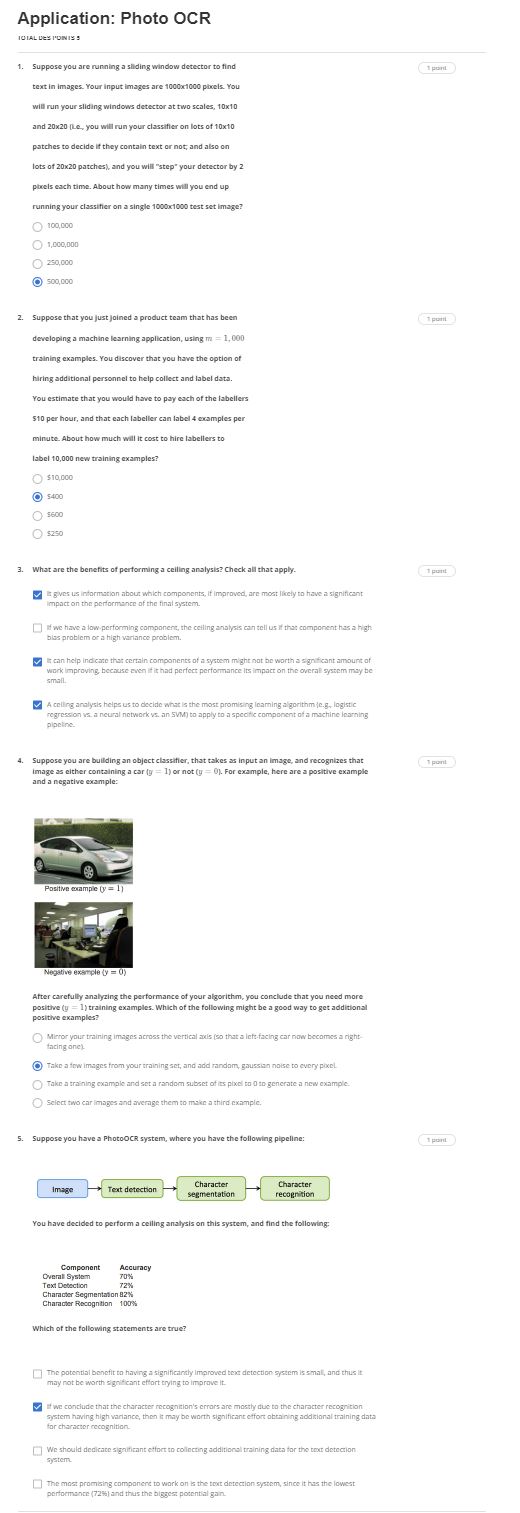 Application: Photo OCR
TOTAL DES POINTS 5
1. Suppose you are running a sliding window detector to find
1 point
text in images. Your input images are 1000x1000 pixels. You
will run your sliding windows detector at two scales, 10x10
and 20x20 (i.e., you will run your classifier on lots of 10x10
patches to decide if they contain text or not; and also on
lots of 20x20 patches), and you will "step" your detector by 2
pixels each time. About how many times will you end up
running your classifier on a single 1000x1000 test set image?
100,000
1,000,000
250,000
500,000
2. Suppose that you just joined a product team that has been
1 point
developing a machine learning application, using m = 1,000
training examples. You discover that you have the option of
hiring additional personnel to help collect and label data.
You estimate that you would have to pay each of the labellers
$10 per hour, and that each labeller can label 4 examples per
minute. About how much will it cost to hire labellers to
label 10,000 new training examples?
$10,000
$400
$600
$250
3. What are the benefits of performing a ceiling analysis? Check all that apply.
1 point
It gives us information about which components, if improved, are most likely to have a significant
impact on the performance of the final system.
If we have a low-performing component, the ceiling analysis can tell us if that component has a high
bias problem or a high variance problem.
It can help indicate that certain components of a system might not be worth a significant amount of
work improving, because even if it had perfect performance its impact on the overall system may be
small.
A ceiling analysis helps us to decide what is the most promising learning algorithm (e.g., logistic
regression vs. a neural network vs. an SVM) to apply to a specific component of a machine learning
pipeline.
4. Suppose you are building an object classifier, that takes as input an image, and recognizes that
1 point
image as either containing a car (y = 1) or not (y = 0). For example, here are a positive example
and a negative example:
Positive example (y = 1)
Negative example (y = 0)
After carefully analyzing the performance of your algorithm, you conclude that you need more
positive (y = 1) training examples. Which of the following might be a good way to get additional
positive examples?
Mirror your training images across the vertical axis (so that a left-facing car now becomes a right-
facing one).
Take a few images from your training set, and add random, gaussian noise to every pixel.
Take a training example and set a random subset of its pixel to 0 to generate a new example.
Select two car images and average them to make a third example.
5. Suppose you have a PhotoOCR system, where you have the following pipeline:
1 point
Image
Text detection
Character
segmentation
Character
recognition
You have decided to perform a ceiling analysis on this system, and find the following:
Component Accuracy
Overall System 70%
Text Detection 72%
Character Segmentation 82%
Character Recognition 100%
Which of the following statements are true?
The potential benefit to having a significantly improved text detection system is small, and thus it
may not be worth significant effort trying to improve it.
If we conclude that the character recognition's errors are mostly due to the character recognition
system having high variance, then it may be worth significant effort obtaining additional training data
for character recognition.
We should dedicate significant effort to collecting additional training data for the text detection
system.
The most promising component to work on is the text detection system, since it has the lowest
performance (72%) and thus the biggest potential gain.